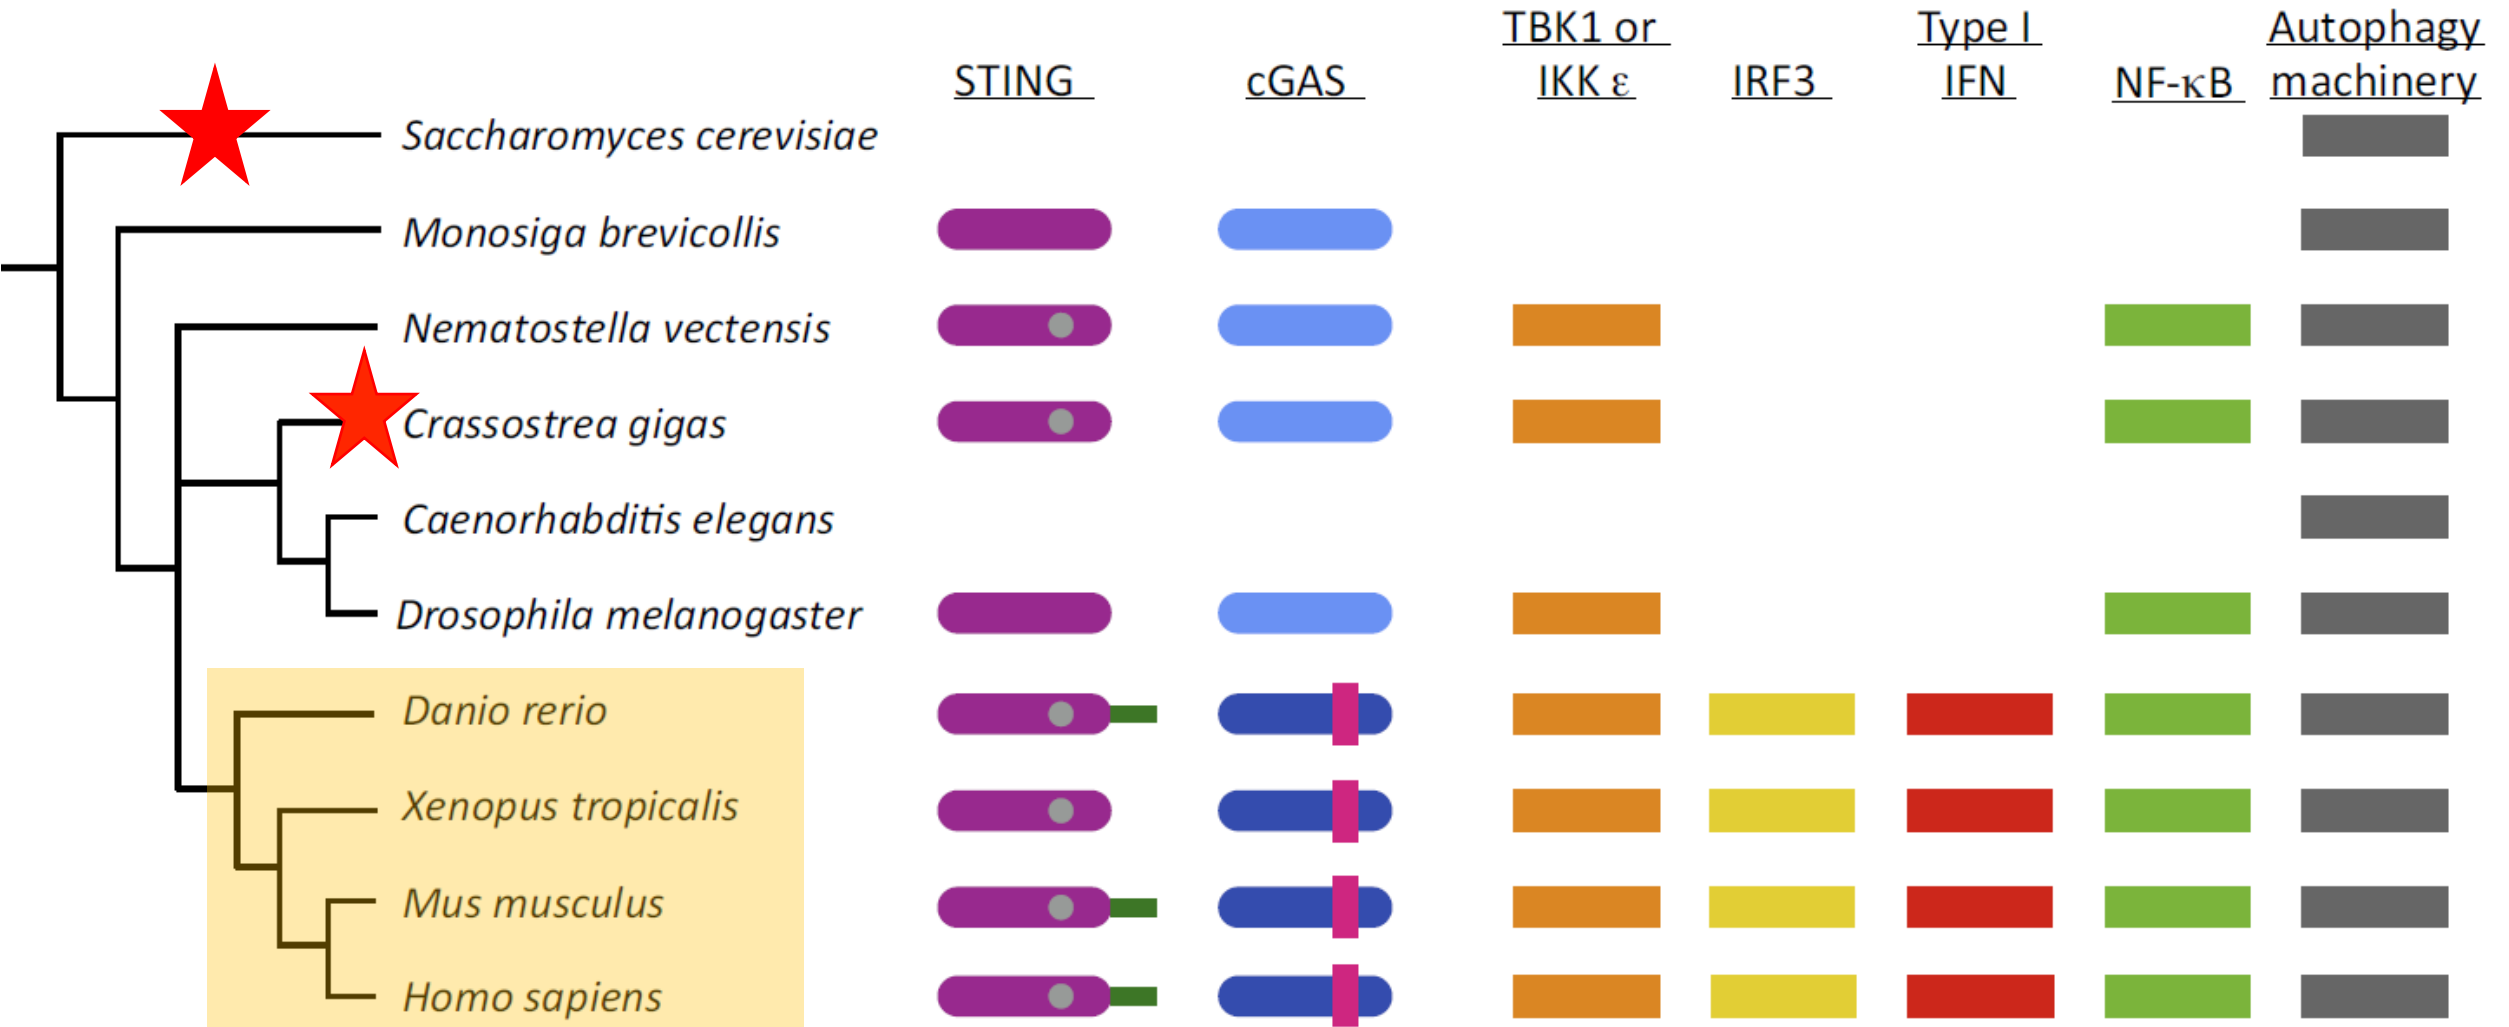 STING
cGAS
TBK1 or
IKK ε
IRF3
Type I
IFN
NF-κB
Autophagy
machinery
Saccharomyces cerevisiae
Monosiga brevicollis
Nematostella vectensis
Crassostrea gigas
Caenorhabditis elegans
Drosophila melanogaster
Danio rerio
Xenopus tropicalis
Mus musculus
Homo sapiens